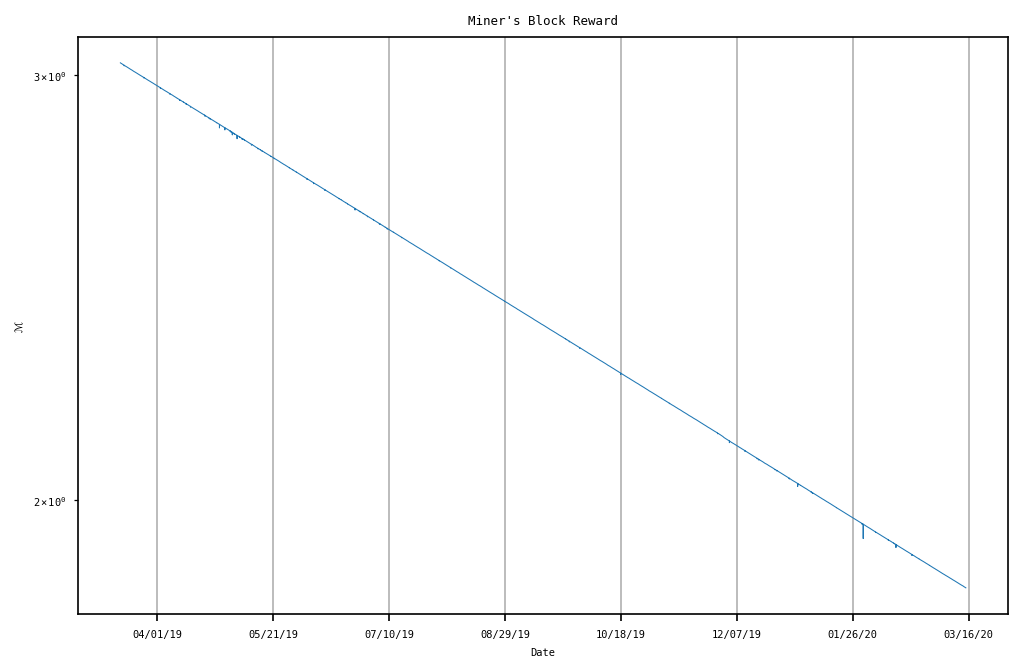 Miner's Block Reward
3×10⁰
ℳ
2×10⁰
04/01/19 05/21/19 07/10/19 08/29/19 10/18/19 12/07/19 01/26/20 03/16/20
Date